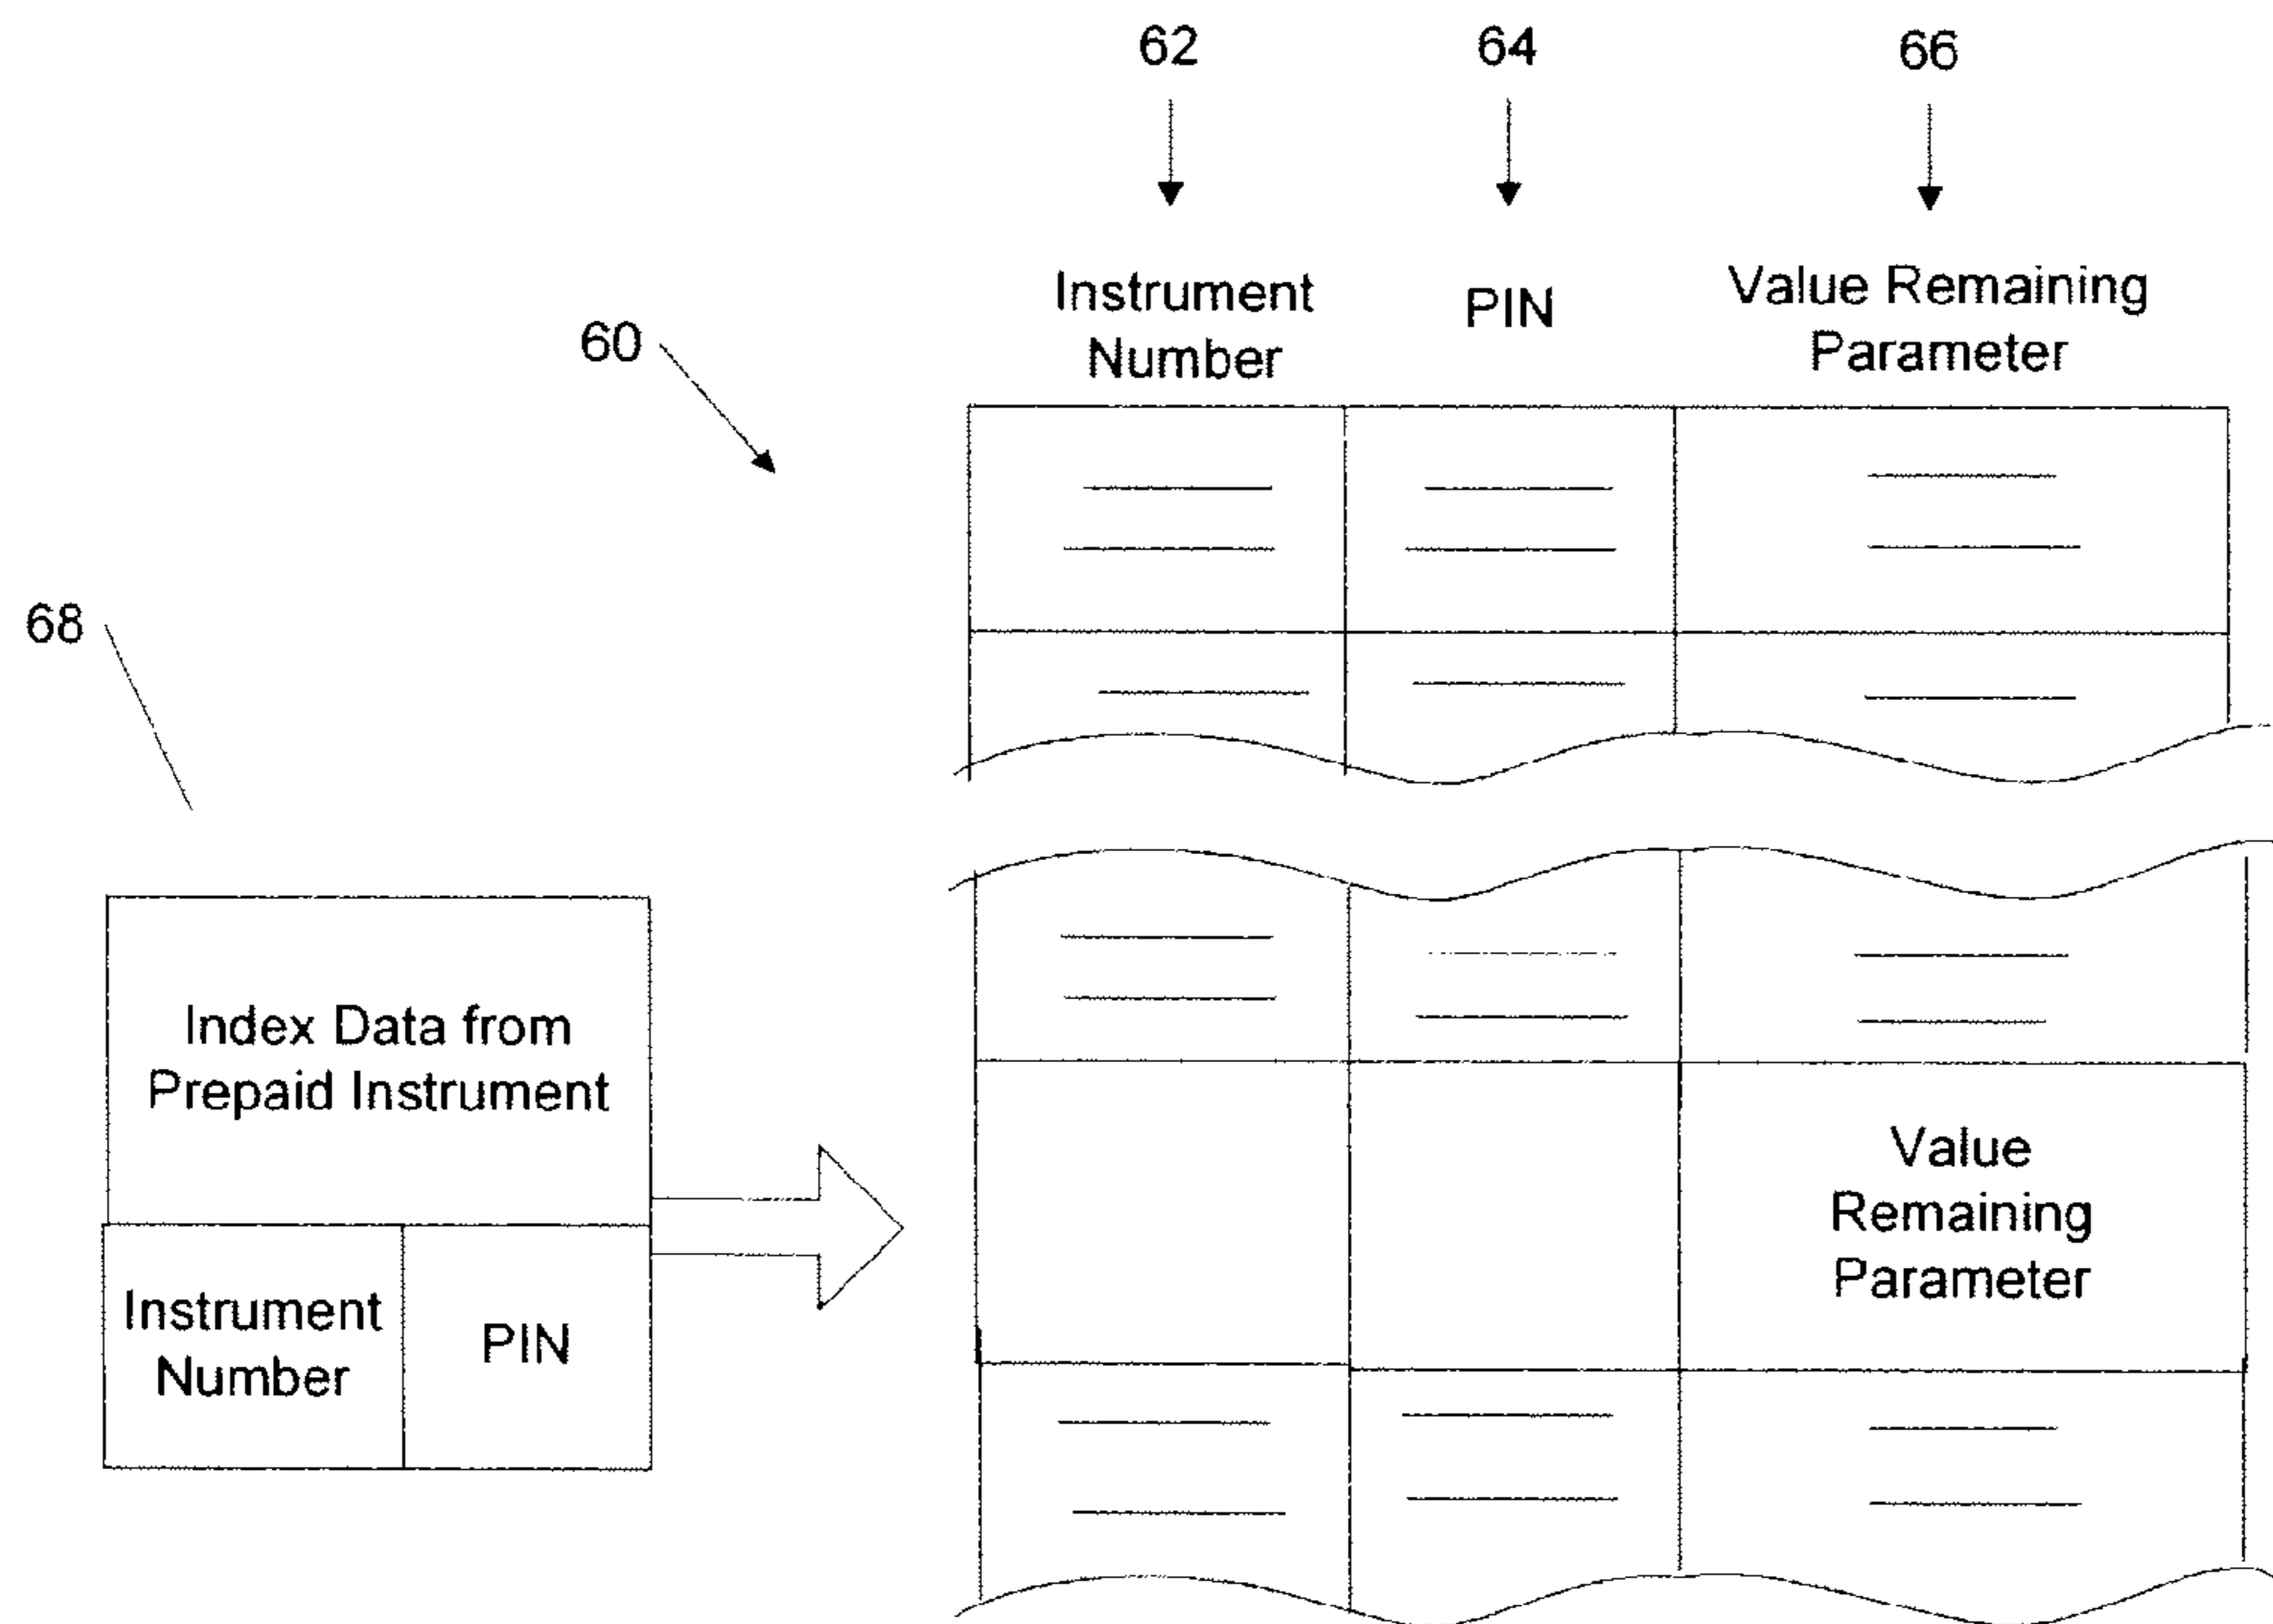 62
64
66
Instrument
Number
PIN
Value Remaining
Parameter
60
68
Index Data from
Prepaid Instrument
Instrument
Number
PIN
Value
Remaining
Parameter